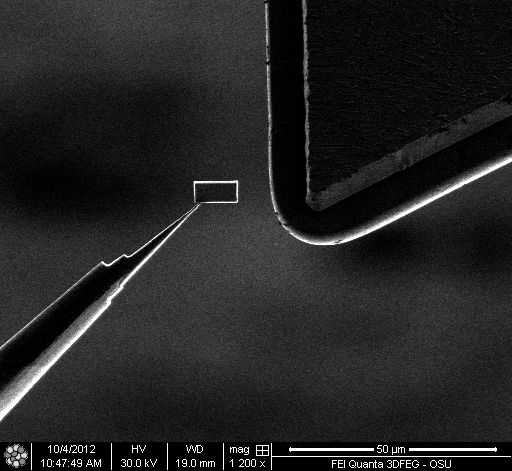 10/4/2012 HV WD mag 50 µm
10:47:49 AM 30.0 kV 19.0 mm 1 200 x FEI Quanta 3DFEG - OSU